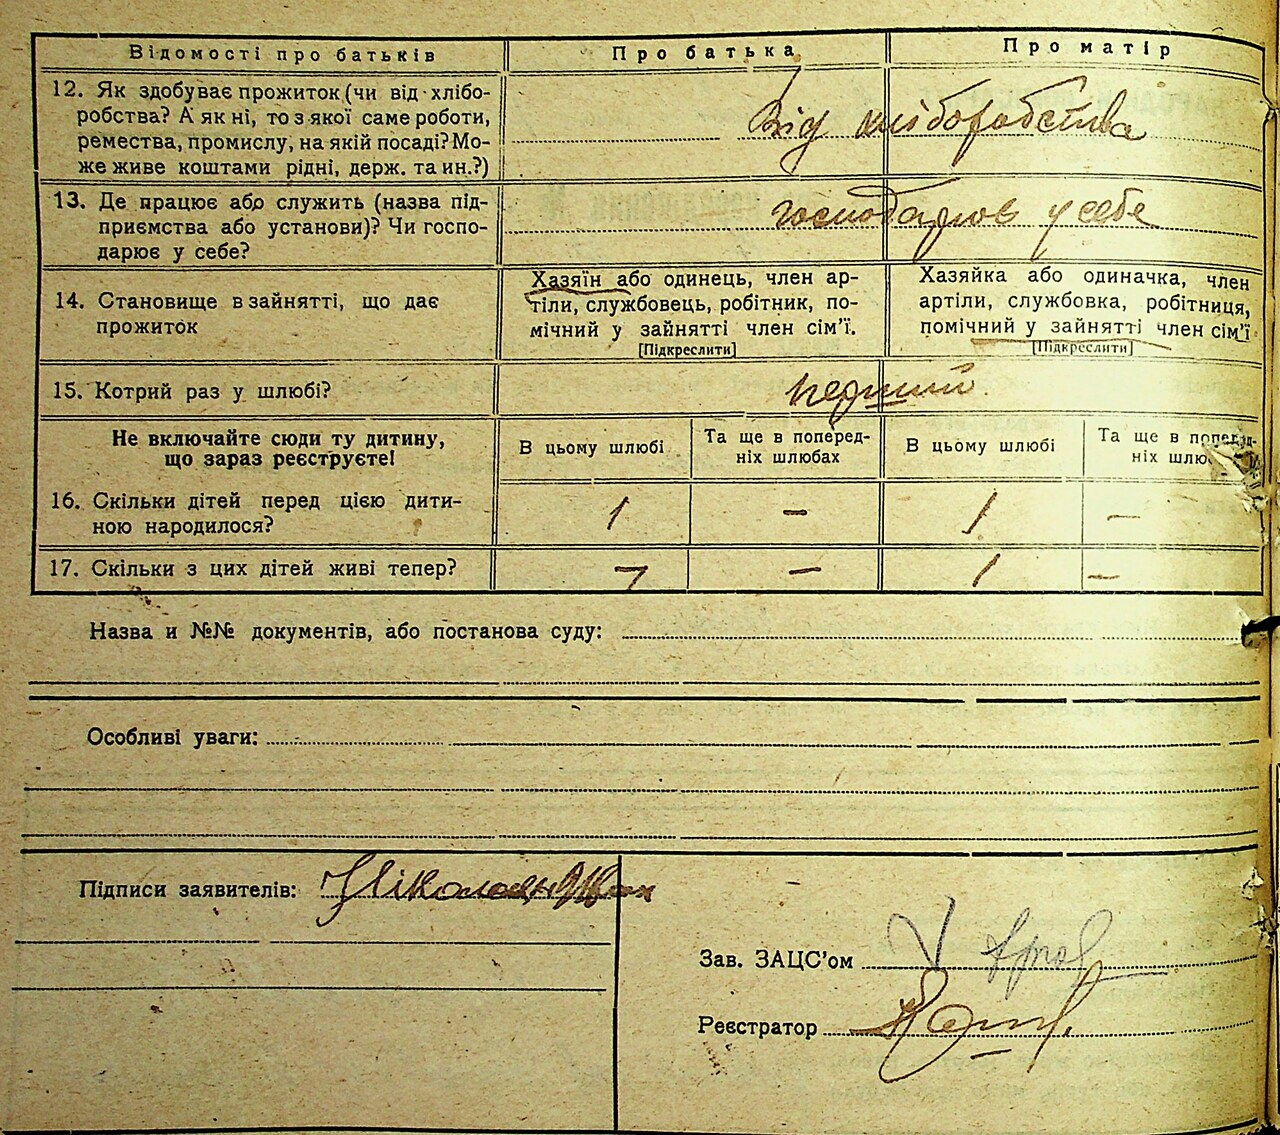 Відомості про батьків Про батька Про матір
12. Як здобуває прожиток (чи від хлібо-
робства? А як ні, то з якої саме роботи,
ремества, промислу, на якій посаді? Мо-
же живе коштами рідні, держ. та ин.?)
Від хліборобства
13. Де працює або служить (назва під-
приємства або установи)? Чи госпо-
дарює у себе?
господарюв у себе
14. Становище в зайнятті, що дає
прожиток
Хазяїн або одинець, член ар-
тіли, службовець, робітник, по-
мічний у зайнятті член сім’ї.
[Підкреслити]
Хазяйка або одиначка, член
артіли, службовка, робітниця,
помічний у зайнятті член сім’ї
[Підкреслити]
15. Котрий раз у шлюбі? перший
Не включайте сюди ту дитину,
що зараз реєструєте!
В цьому шлюбі
Та ще в поперед-
ніх шлюбах
В цьому шлюбі
Та ще в поперед-
ніх шлюб
16. Скільки дітей перед цією дити-
ною народилося?
1 – 1 –
17. Скільки з цих дітей живі тепер? – 1 –
Назва и №№ документів, або постанова суду:
Особливі уваги:
Підписи заявителів:
Зав. ЗАЦС’ом
Реєстратор